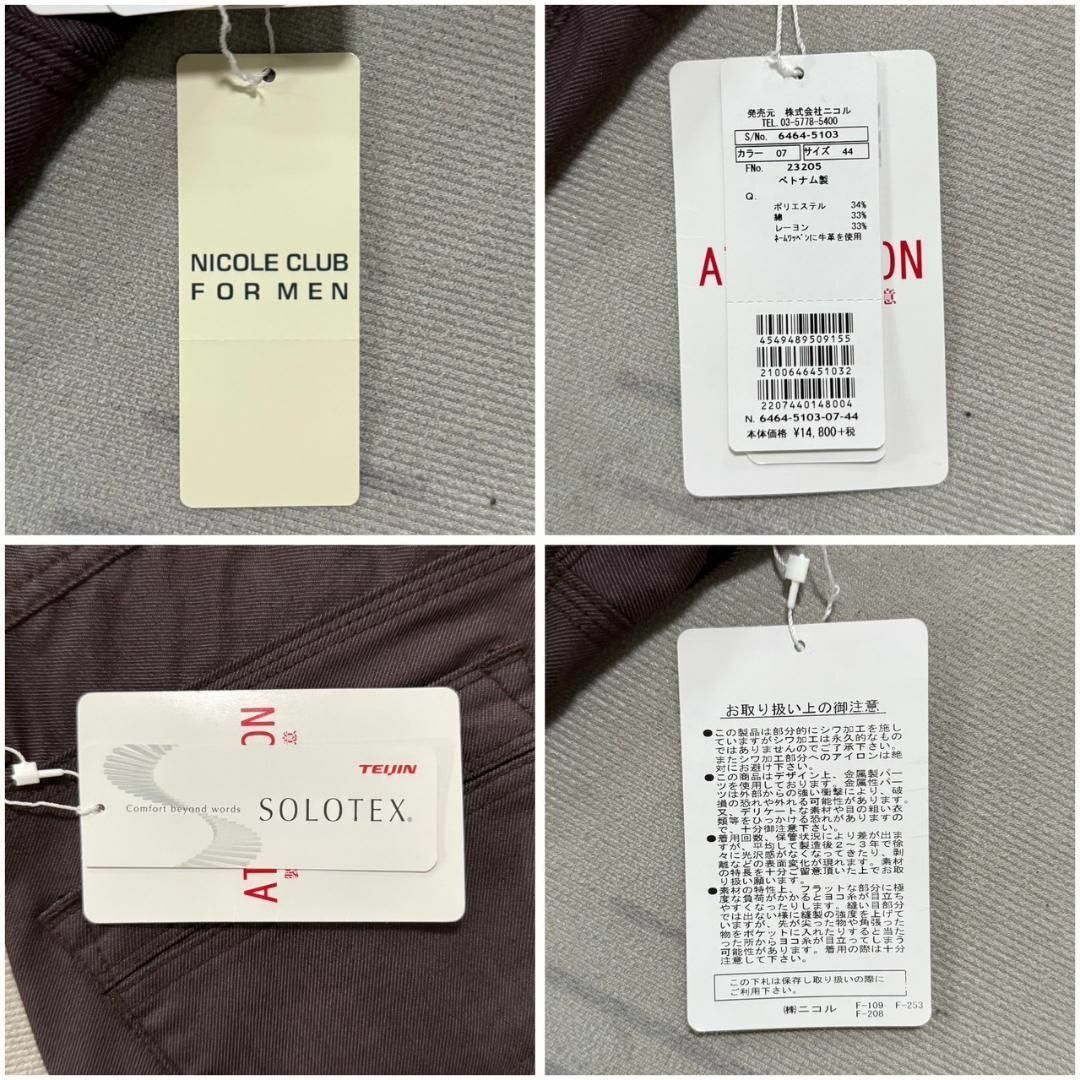 NICOLE CLUB
FOR MEN
発売元 株式会社ニコル
TEL.03-5778-5400
S/No. 6464-5103
カラー 07 サイズ 44
FNo. 23205
ベトナム製
Q.
ポリエステル 34%
綿 33%
レーヨン 33%
ネームワッペンに牛革を使用
AT
ON
意
4549489509155
2100646451032
2207440148004
N. 6464-5103-07-44
本体価格 ¥14,800+税
ON
意
TEIJIN
Comfort beyond words
SOLOTEX®
AT
お取り扱い上の御注意
●この製品は部分的にシワ加工を施し
ていますがシワ加工は永久的なもの
ではありませんのでご了承下さい。
またシワ加工部分へのアイロンは絶
対にお避け下さい。
●この商品はデザイン上、金属製パー
ツを使用しております。金属性パー
ツは外部からの強い衝撃により、破
損の恐れや外れる可能性があります。
又、デリケートな素材や目の粗い衣
類等をひっかける恐れがありますの
で、十分御注意下さい。
●着用回数、保管状況により差が出ま
すが、平均して製造後2〜3年で徐
々に光沢感がなくなってきたり、剥
離などの表面変化が現れます。素材
の特長を十分ご留意頂いた上でお取
り扱い願います。
●素材の特性上、フラットな部分に極
度な負荷がかかるとヨコ糸が目立ち
やすくなったりします。縫い目部分
では出ない様に縫製の強度を上げて
いますが、先が尖った物や角張った
物をポケットに入れたりすると当た
った所からヨコ糸が目立ってしまう
可能性があります。着用の際は十分
注意して下さい。
この下札は保存し取り扱いの際に
ご利用下さい。
㈱ニコル F-109 F-253
F-208